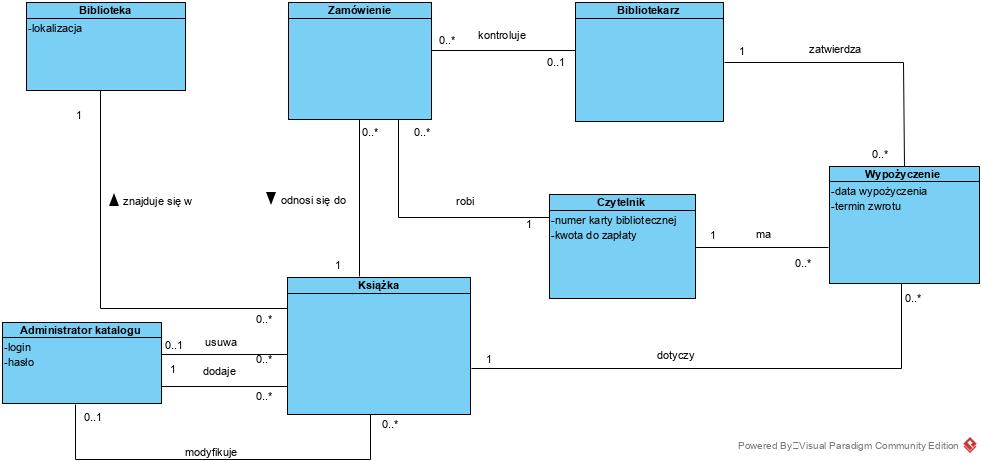 Biblioteka
-lokalizacja
1
Zamówienie
0..*
kontroluje
0..1
Bibliotekarz
1
zatwierdza
0..*
0..*
0..*
Wypożyczenie
-data wypożyczenia
-termin zwrotu
znajduje się w
odnosi się do
robi
1
Czytelnik
-numer karty bibliotecznej
-kwota do zapłaty
1
ma
0..*
1
Książka
0..*
0..*
Administrator katalogu
-login
-hasło
0..1
usuwa
0..*
1
dodaje
0..*
1
dotyczy
0..1
modyfikuje
0..*
Powered By Visual Paradigm Community Edition